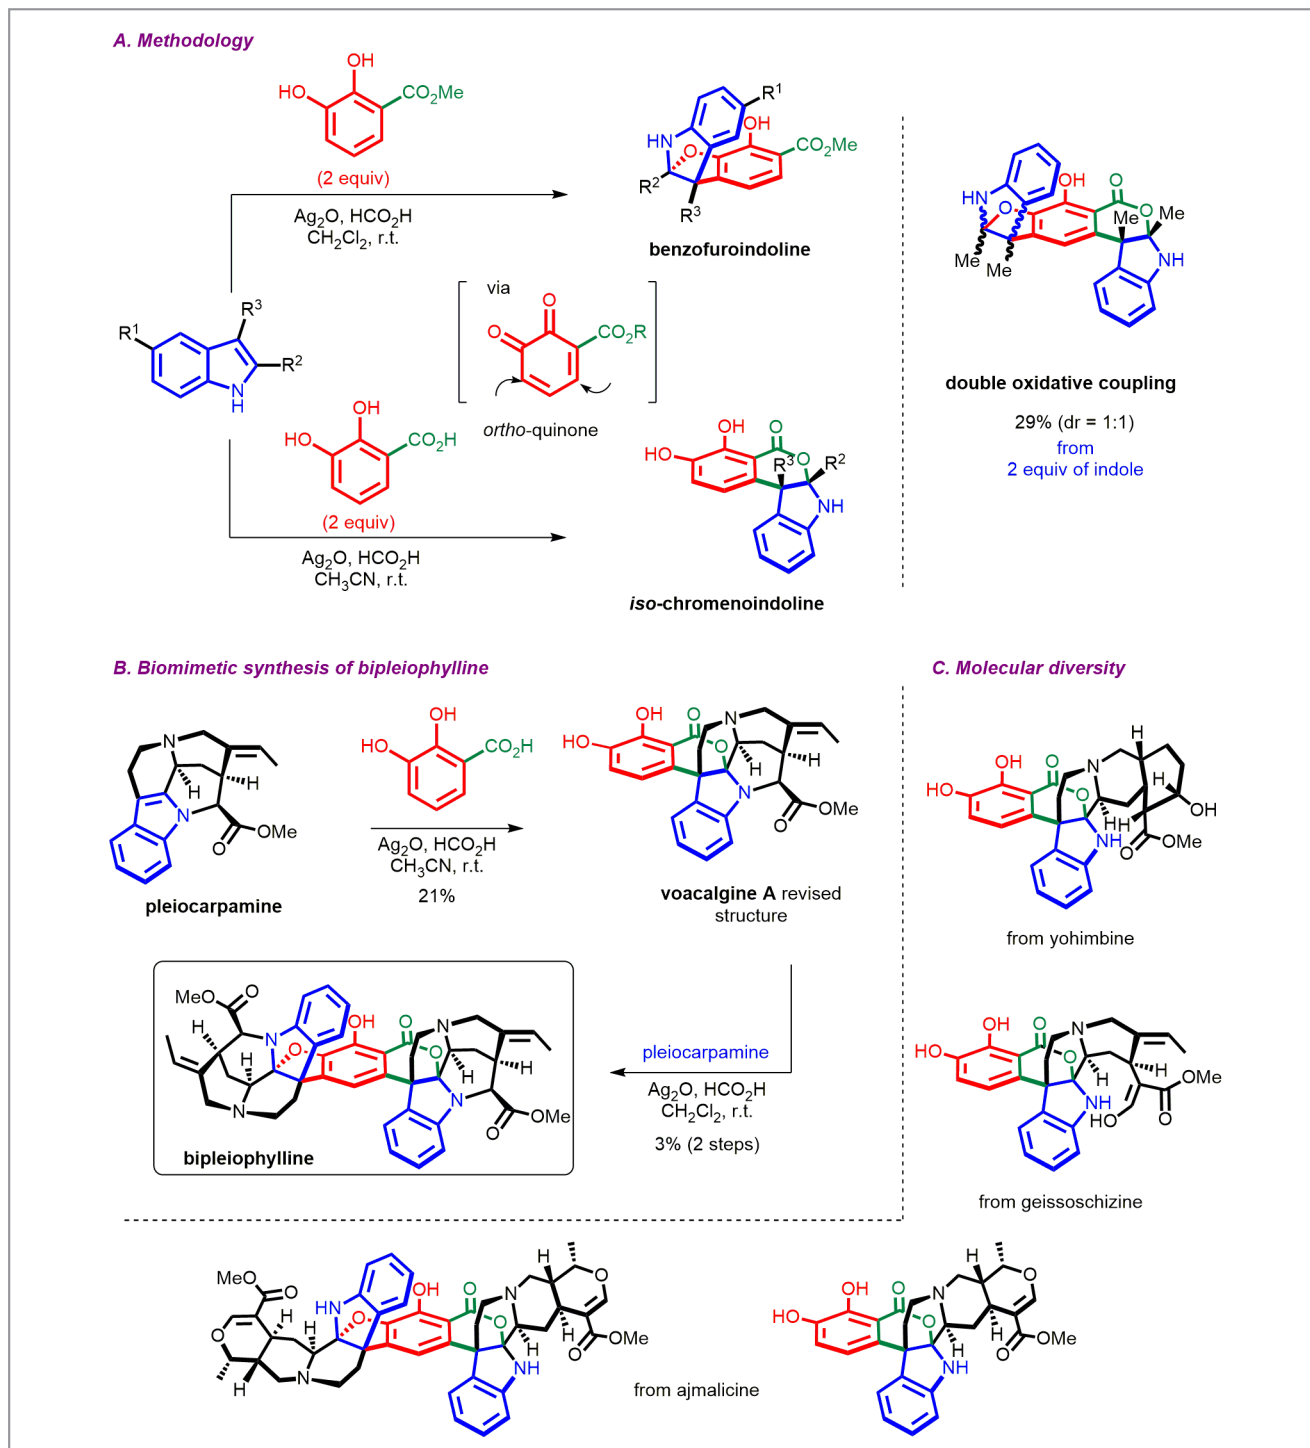 A. Methodology
OH
HO
CO2Me
(2 equiv)
Ag2O, HCO2H
CH2Cl2, r.t.
R1
OH
HN
O
CO2Me
R2
R3
benzofuroindoline
OH
O
HN
O
O
Me
Me
Me
Me
NH
double oxidative coupling
29% (dr = 1:1)
from
2 equiv of indole
via
O
O
CO2R
ortho-quinone
R3
R1
R2
N
H
OH
HO
CO2H
(2 equiv)
Ag2O, HCO2H
CH3CN, r.t.
OH
O
HO
O
R3
R2
NH
iso-chromenoindoline
B. Biomimetic synthesis of bipleiophylline
C. Molecular diversity
N
H
H
N
OMe
O
pleiocarpamine
OH
HO
CO2H
Ag2O, HCO2H
CH3CN, r.t.
21%
OH
O
N
HO
O
H
H
N
OMe
O
voacalgine A revised
structure
H
OH
O
N
HO
O
H
H
H
OH
NH
OMe
O
from yohimbine
MeO
O
H
N
OH
O
N
O
O
H
H
H
N
N
OMe
O
bipleiophylline
pleiocarpamine
Ag2O, HCO2H
CH2Cl2, r.t.
3% (2 steps)
OH
O
N
HO
O
H
H
NH
HO
OMe
O
from geissoschizine
MeO
O
HN
OH
O
N
H
O
O
H
H
O
O
H
H
N
H
NH
OMe
O
from ajmalicine
OH
O
N
H
O
HO
O
H
H
NH
OMe
O